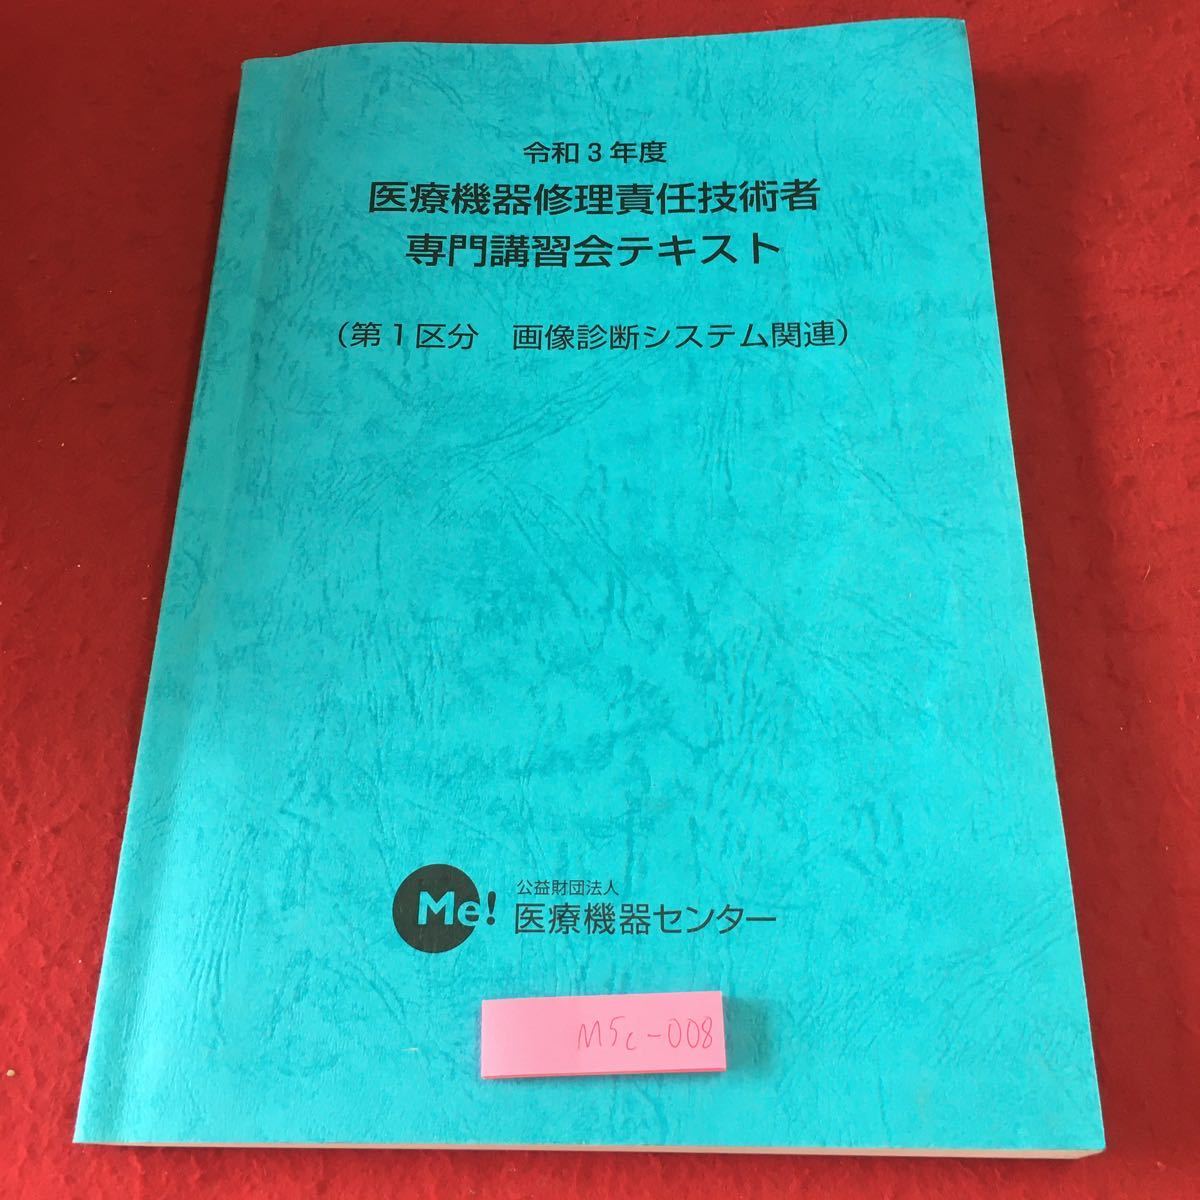 令和3年度
医療機器修理責任技術者
専門講習会テキスト
（第1区分　画像診断システム関連）
Me!
公益財団法人
医療機器センター
M5c-008